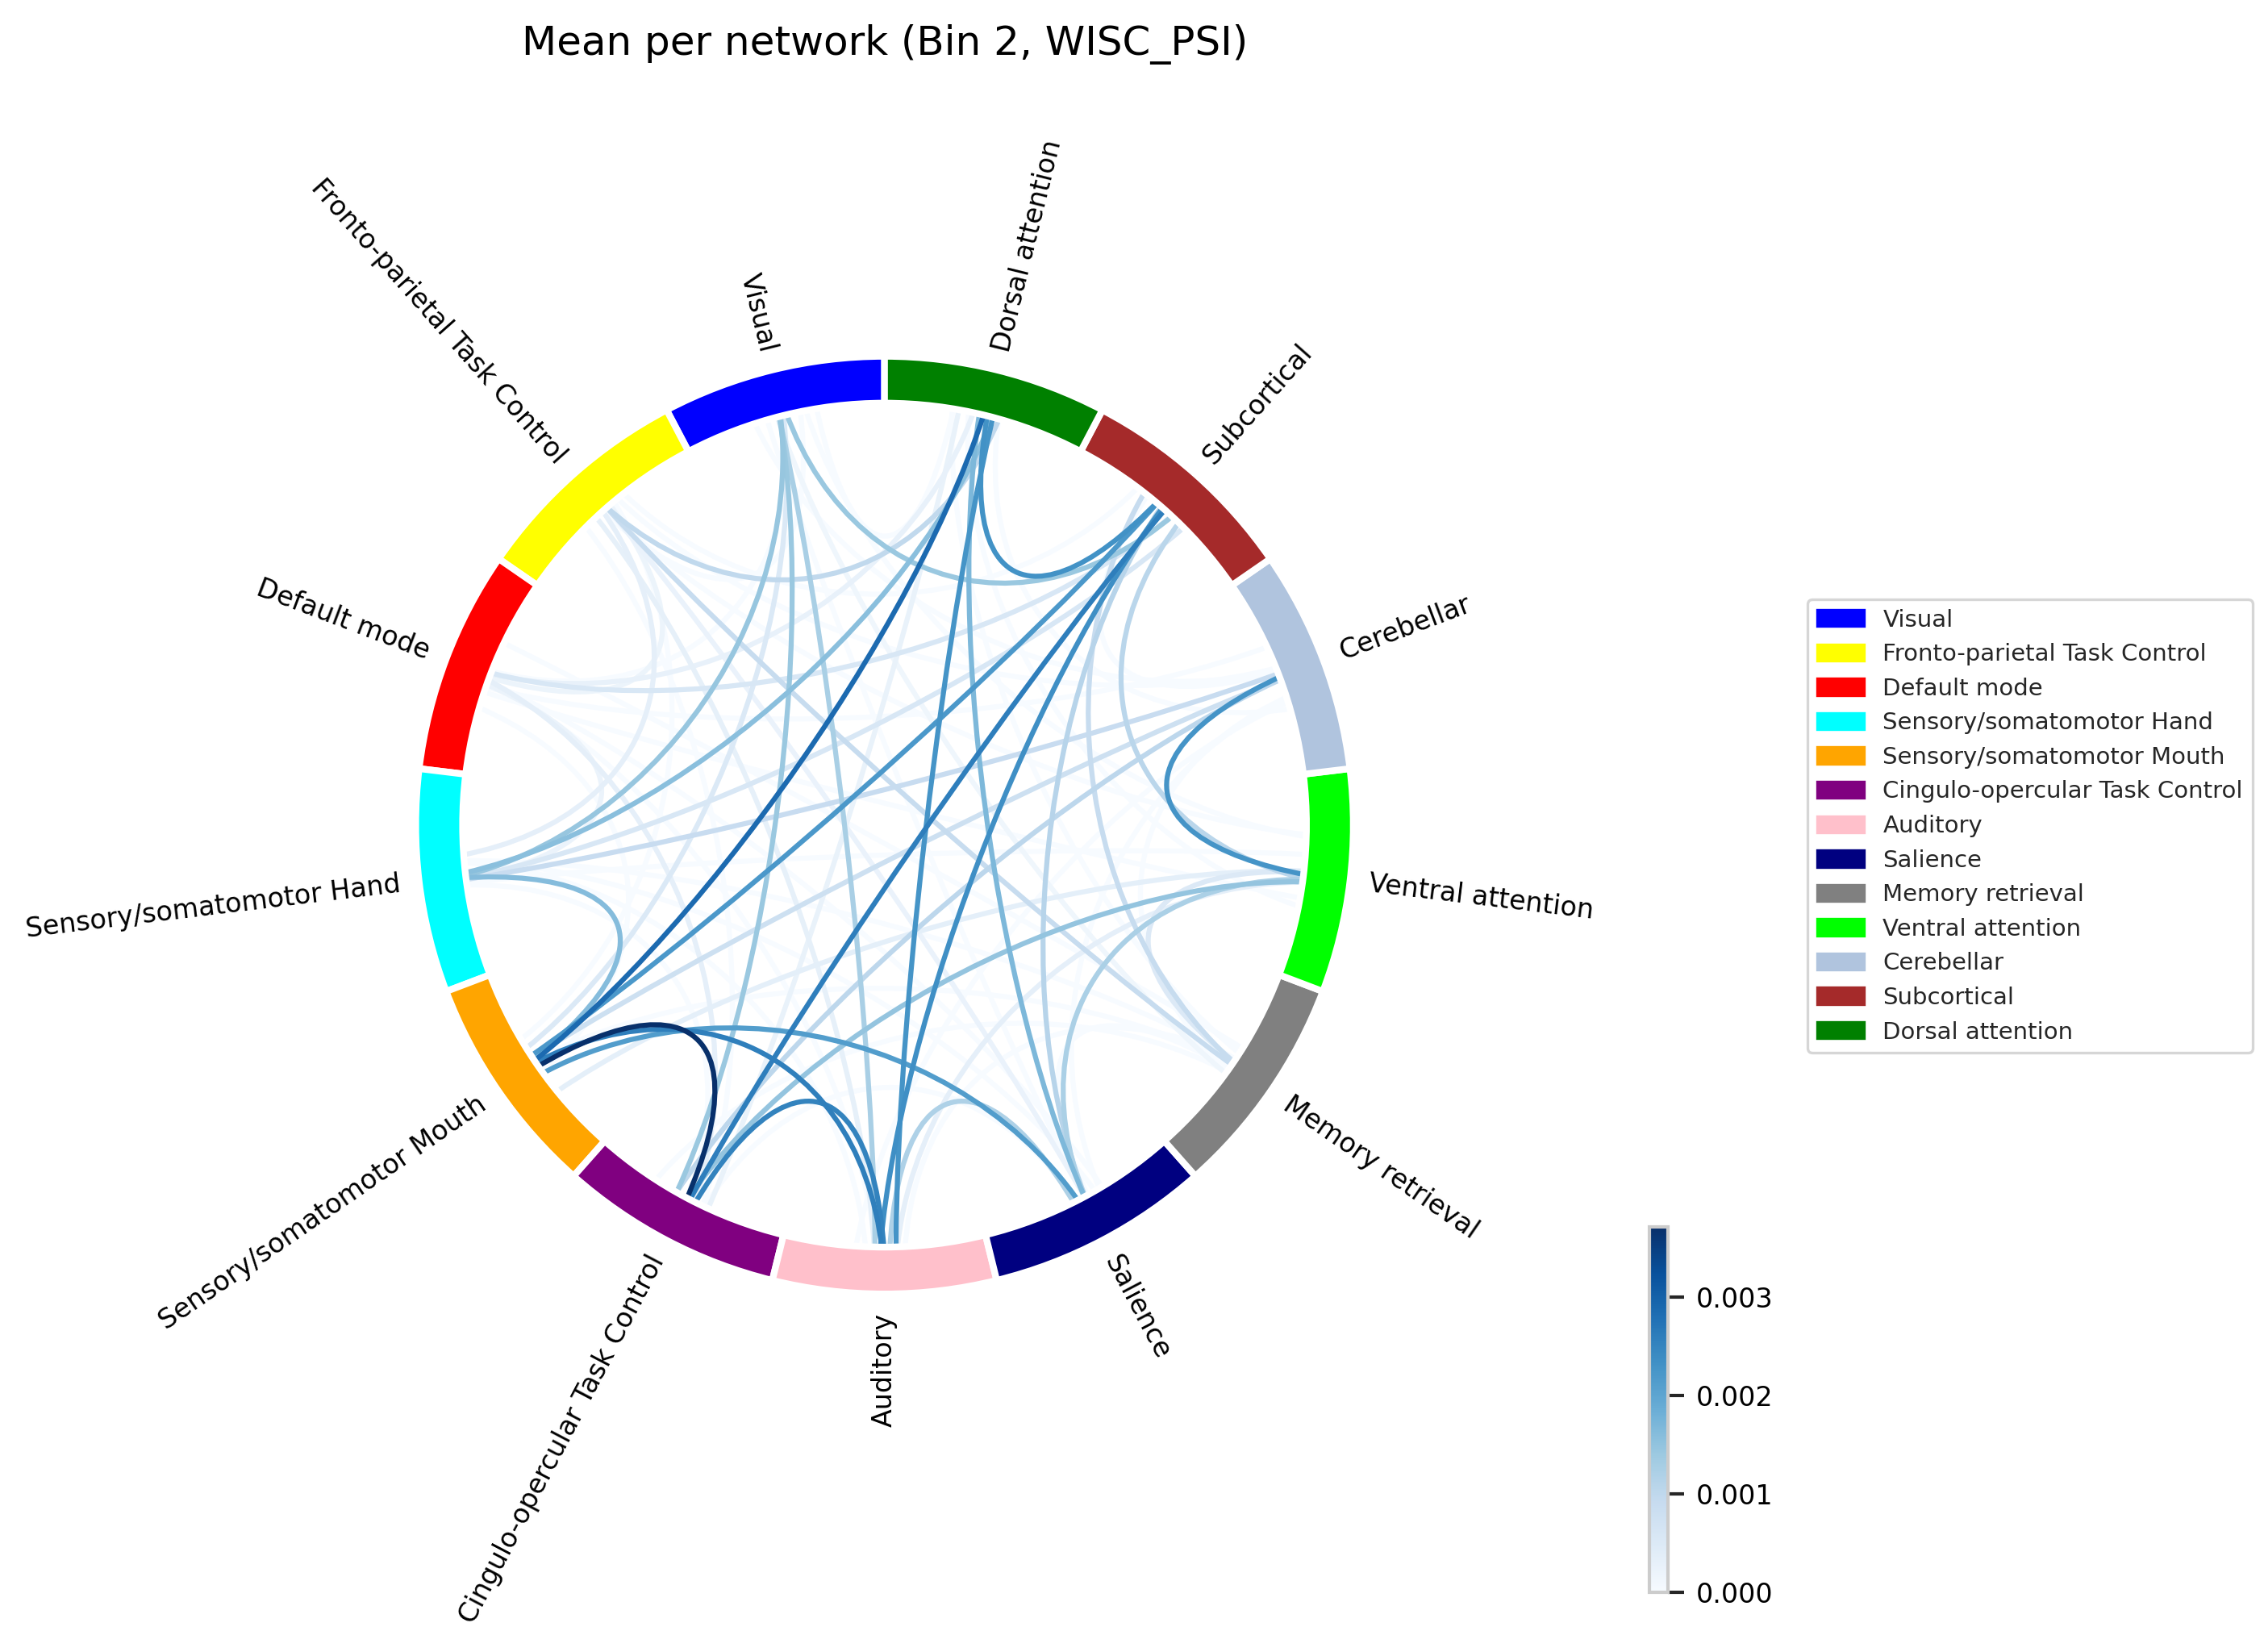 Mean per network (Bin 2, WISC_PSI)
Dorsal attention
Visual
Fronto-parietal Task Control
Subcortical
Default mode
Cerebellar
Sensory/somatomotor Hand
Ventral attention
Sensory/somatomotor Mouth
Memory retrieval
Cingulo-opercular Task Control
Auditory
Salience
Visual
Fronto-parietal Task Control
Default mode
Sensory/somatomotor Hand
Sensory/somatomotor Mouth
Cingulo-opercular Task Control
Auditory
Salience
Memory retrieval
Ventral attention
Cerebellar
Subcortical
Dorsal attention
0.003
0.002
0.001
0.000